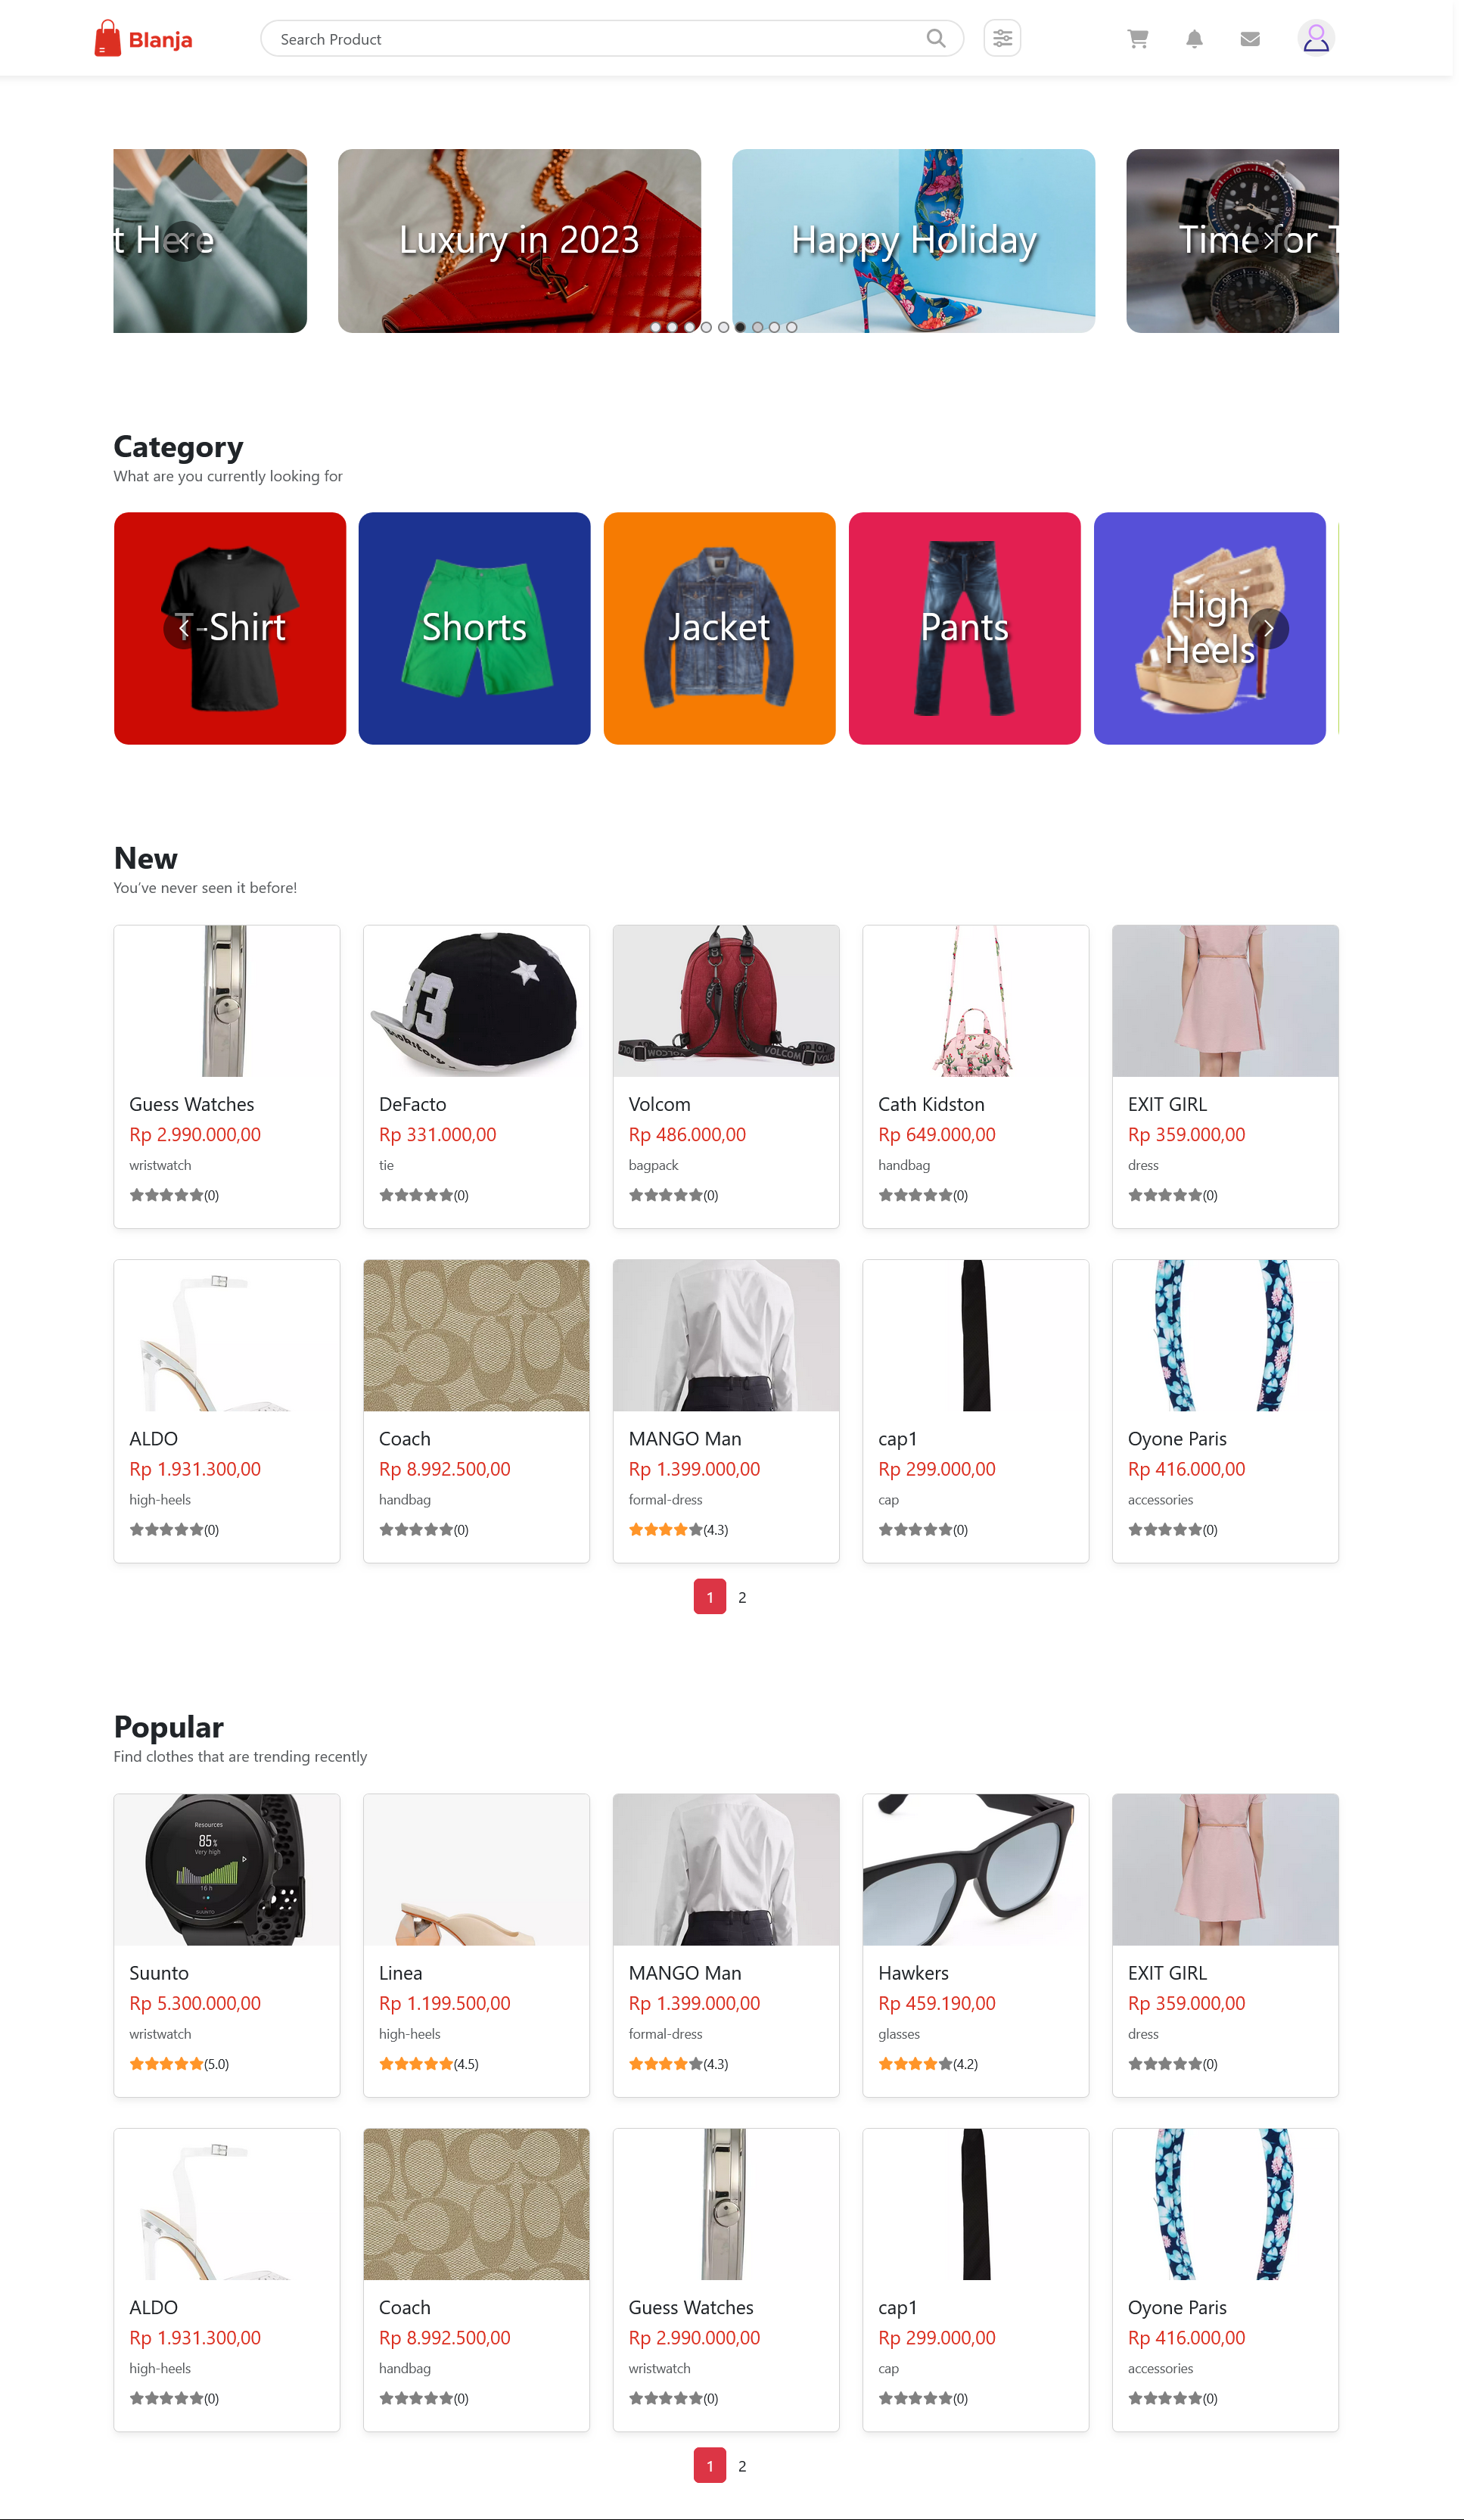 Blanja
Search Product
t Here
Luxury in 2023
Happy Holiday
Time for T
Category
What are you currently looking for
T-Shirt
Shorts
Jacket
Pants
High
Heels
New
You've never seen it before!
33
VOLCOM
VOLCOM
Guess Watches
DeFacto
Volcom
Cath Kidston
EXIT GIRL
Rp 2.990.000,00
Rp 331.000,00
Rp 486.000,00
Rp 649.000,00
Rp 359.000,00
wristwatch
tie
bagpack
handbag
dress
(0)
(0)
(0)
(0)
(0)
ALDO
Coach
MANGO Man
cap1
Oyone Paris
Rp 1.931.300,00
Rp 8.992.500,00
Rp 1.399.000,00
Rp 299.000,00
Rp 416.000,00
high-heels
handbag
formal-dress
cap
accessories
(0)
(0)
(4.3)
(0)
(0)
1 2
Popular
Find clothes that are trending recently
Resources
85%
Very high
16 h
SUUNTO
Suunto
Linea
MANGO Man
Hawkers
EXIT GIRL
Rp 5.300.000,00
Rp 1.199.500,00
Rp 1.399.000,00
Rp 459.190,00
Rp 359.000,00
wristwatch
high-heels
formal-dress
glasses
dress
(5.0)
(4.5)
(4.3)
(4.2)
(0)
ALDO
Coach
Guess Watches
cap1
Oyone Paris
Rp 1.931.300,00
Rp 8.992.500,00
Rp 2.990.000,00
Rp 299.000,00
Rp 416.000,00
high-heels
handbag
wristwatch
cap
accessories
(0)
(0)
(0)
(0)
(0)
1 2